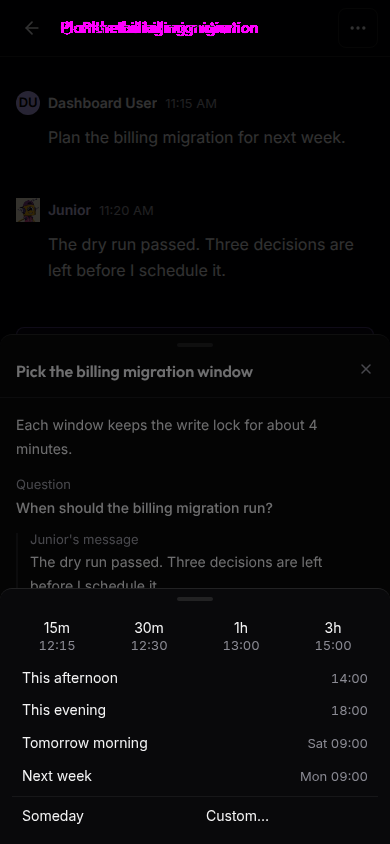 DU Dashboard User 11:15 AM
Plan the billing migration for next week.
Junior 11:20 AM
The dry run passed. Three decisions are
left before I schedule it.
Pick the billing migration window
Each window keeps the write lock for about 4
minutes.
Question
When should the billing migration run?
Junior's message
The dry run passed. Three decisions are left
before I schedule it.
15m 30m 1h 3h
12:15 12:30 13:00 15:00
This afternoon 14:00
This evening 18:00
Tomorrow morning Sat 09:00
Next week Mon 09:00
Someday Custom...